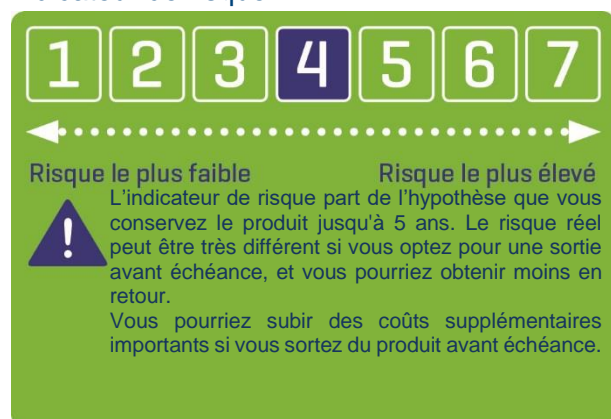 1 2 3 4 5 6 7
Risque le plus faible Risque le plus élevé
L'indicateur de risque part de l'hypothèse que vous
conservez le produit jusqu'à 5 ans. Le risque réel
peut être très différent si vous optez pour une sortie
avant échéance, et vous pourriez obtenir moins en
retour.
Vous pourriez subir des coûts supplémentaires
importants si vous sortez du produit avant échéance.